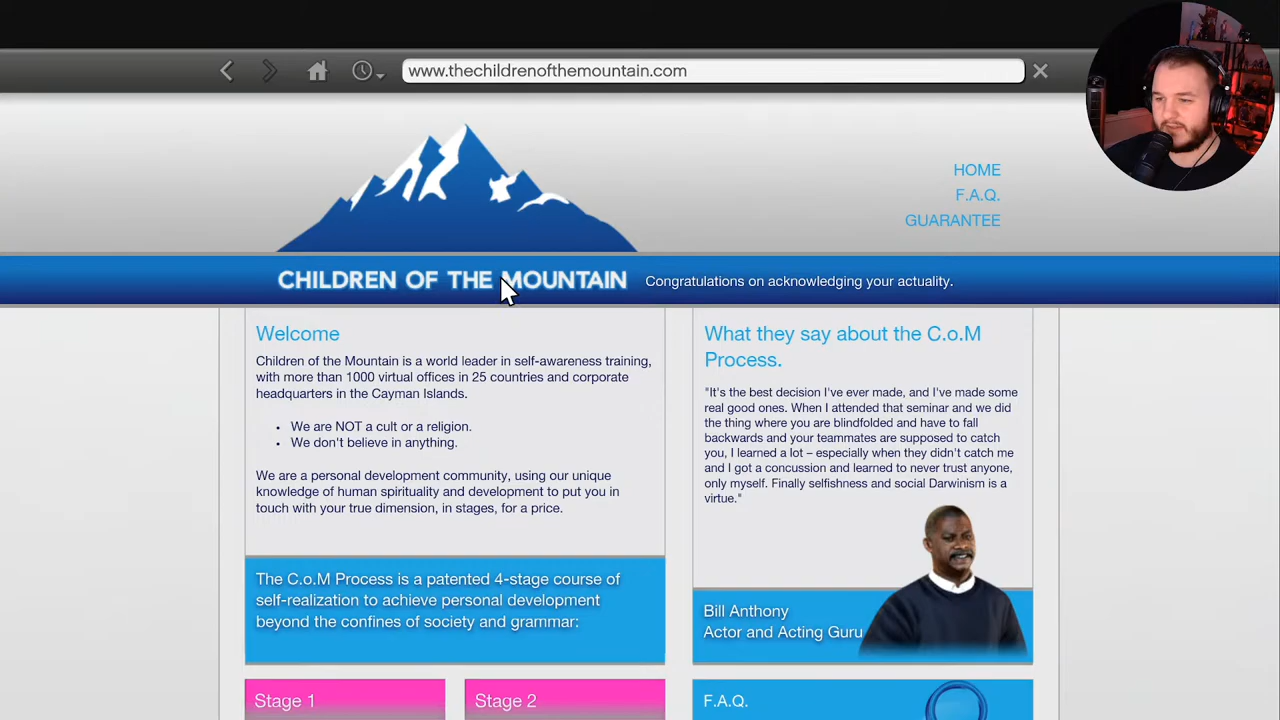 www.thechildrenofthemountain.com
HOME
F.A.Q.
GUARANTEE
CHILDREN OF THE MOUNTAIN
Congratulations on acknowledging your actuality.
Welcome
Children of the Mountain is a world leader in self-awareness training,
with more than 1000 virtual offices in 25 countries and corporate
headquarters in the Cayman Islands.
• We are NOT a cult or a religion.
• We don't believe in anything.
We are a personal development community, using our unique
knowledge of human spirituality and development to put you in
touch with your true dimension, in stages, for a price.
The C.o.M Process is a patented 4-stage course of
self-realization to achieve personal development
beyond the confines of society and grammar:
Stage 1
Stage 2
What they say about the C.o.M
Process.
"It's the best decision I've ever made, and I've made some
real good ones. When I attended that seminar and we did
the thing where you are blindfolded and have to fall
backwards and your teammates are supposed to catch
you, I learned a lot – especially when they didn't catch me
and I got a concussion and learned to never trust anyone,
only myself. Finally selfishness and social Darwinism is a
virtue."
Bill Anthony
Actor and Acting Guru
F.A.Q.